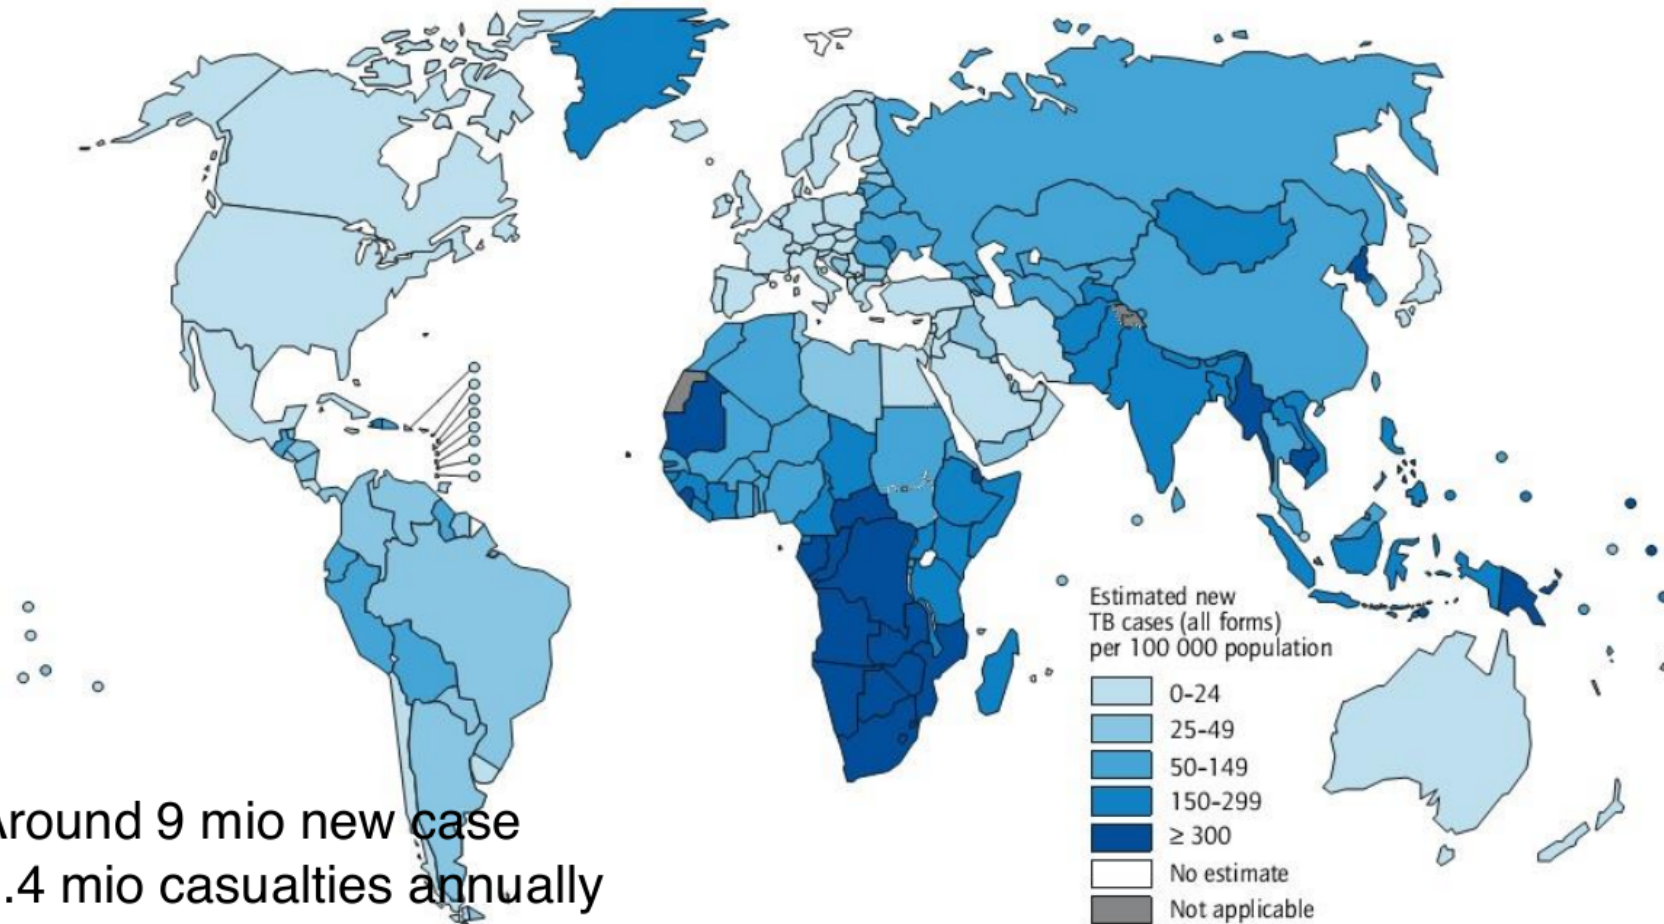 Estimated new
TB cases (all forms)
per 100 000 population
0–24
25–49
50–149
150–299
≥ 300
No estimate
Not applicable
Around 9 mio new case
.4 mio casualties annually